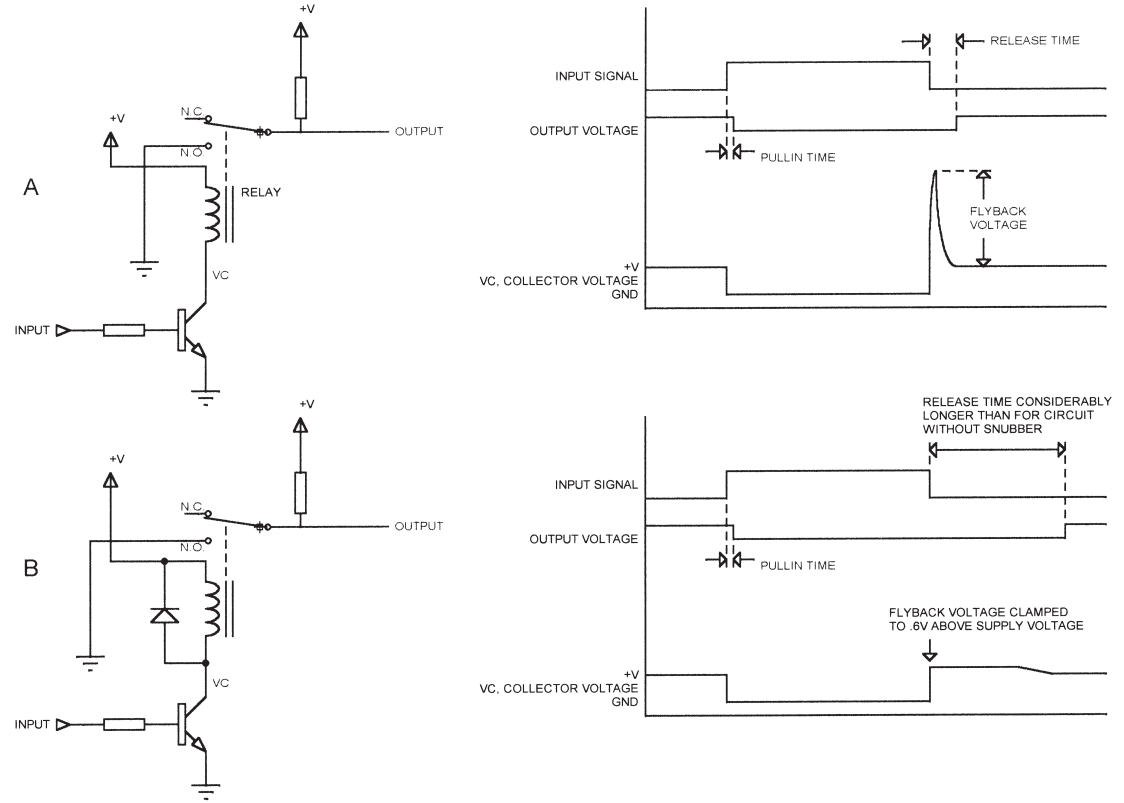 +V
N.C.
+V
OUTPUT
N.O.
A
RELAY
VC
INPUT
RELEASE TIME
INPUT SIGNAL
OUTPUT VOLTAGE
PULLIN TIME
FLYBACK
VOLTAGE
+V
VC, COLLECTOR VOLTAGE
GND
+V
+V
N.C.
OUTPUT
N.O.
B
VC
INPUT
RELEASE TIME CONSIDERABLY
LONGER THAN FOR CIRCUIT
WITHOUT SNUBBER
INPUT SIGNAL
OUTPUT VOLTAGE
PULLIN TIME
FLYBACK VOLTAGE CLAMPED
TO .6V ABOVE SUPPLY VOLTAGE
+V
VC, COLLECTOR VOLTAGE
GND